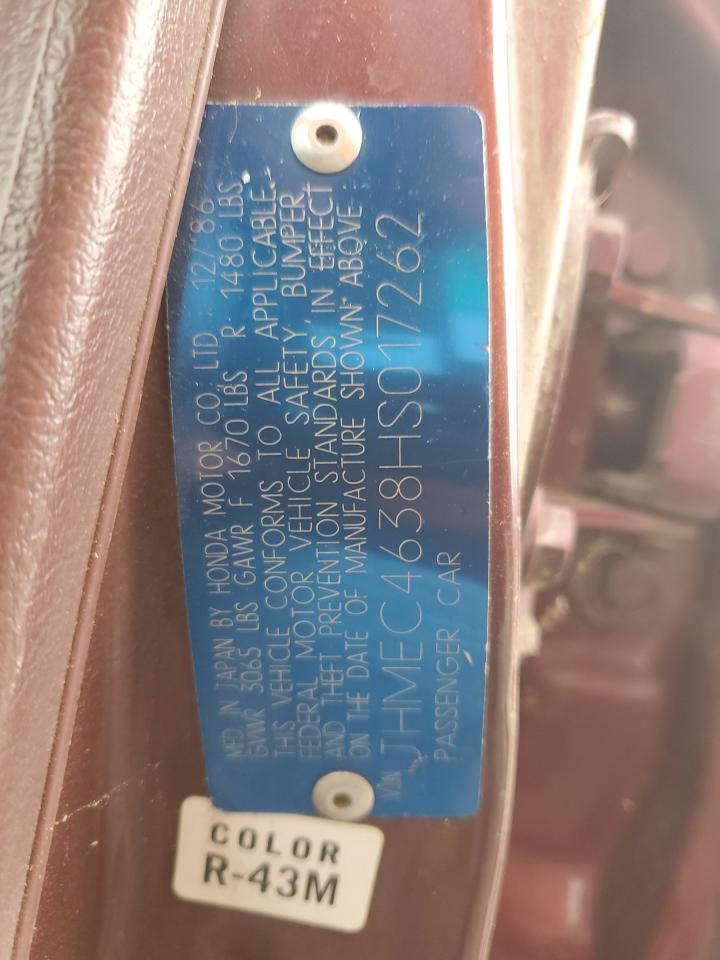 MFD IN JAPAN BY HONDA MOTOR CO., LTD. 12/'86
GVWR 3065 LBS GAWR F 1670 LBS R 1480 LBS.
THIS VEHICLE CONFORMS TO ALL APPLICABLE
FEDERAL MOTOR VEHICLE SAFETY, BUMPER,
AND THEFT PREVENTION STANDARDS IN EFFECT
ON THE DATE OF MANUFACTURE SHOWN ABOVE
VIN JHMEC4638HS017262
PASSENGER CAR
COLOR
R-43M